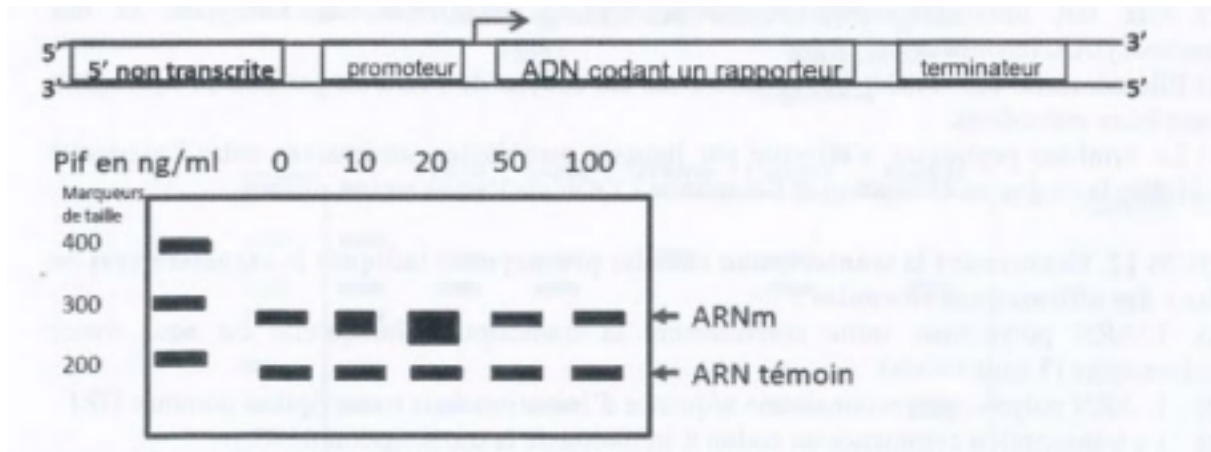 5' 5' non transcrite promoteur ADN codant un rapporteur terminateur 3'
3' 5'
Pif en ng/ml 0 10 20 50 100
Marqueurs
de taille
400
300
200
ARNm
ARN témoin